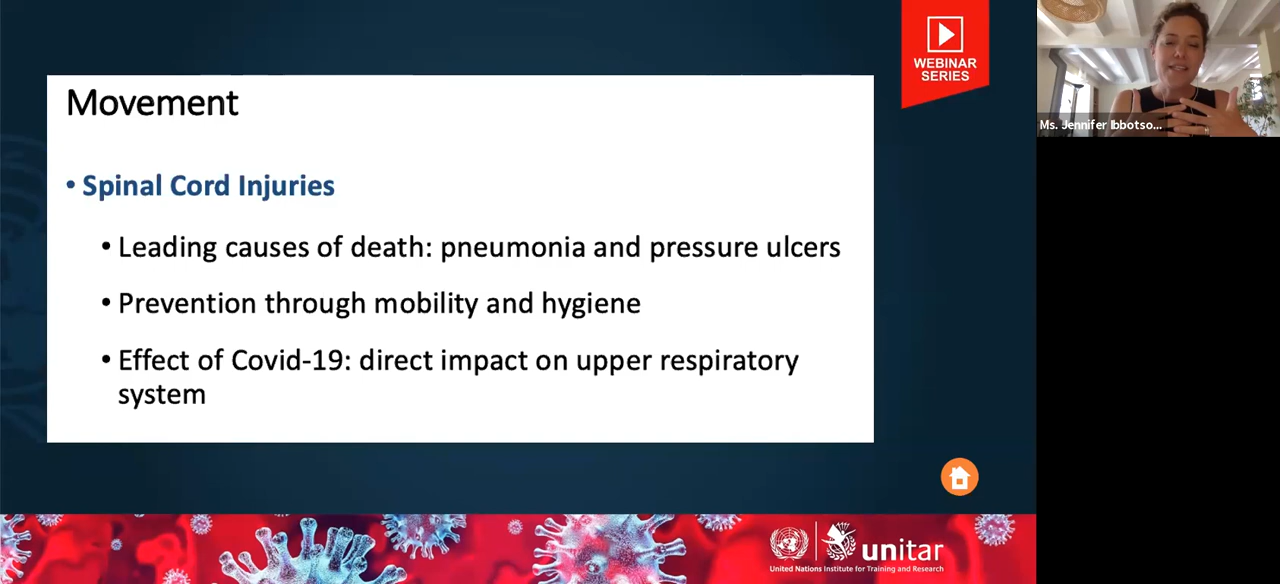 WEBINAR
SERIES
Ms. Jennifer Ibbotso...
Movement
• Spinal Cord Injuries
• Leading causes of death: pneumonia and pressure ulcers
• Prevention through mobility and hygiene
• Effect of Covid-19: direct impact on upper respiratory
system
unitar
United Nations Institute for Training and Research